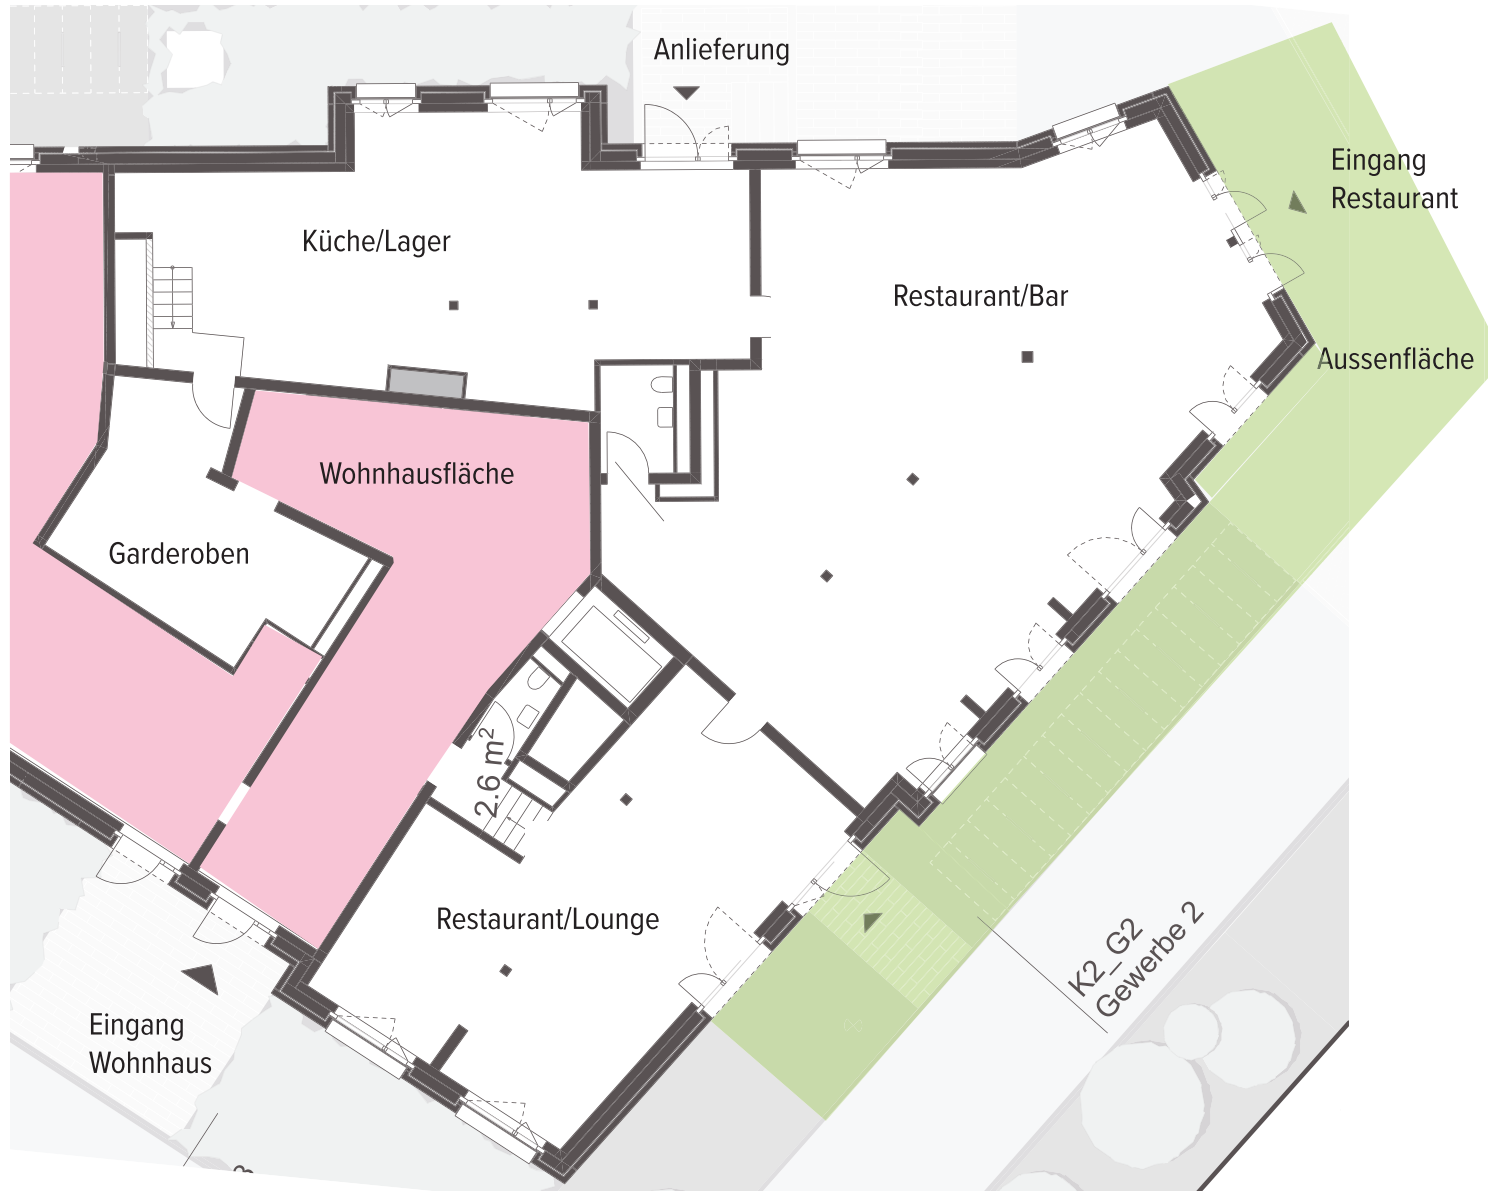 Anlieferung
Eingang
Restaurant
Küche/Lager
Restaurant/Bar
Aussenfläche
Wohnhausfläche
Garderoben
2.6 m²
Restaurant/Lounge
K2_G2
Gewerbe 2
Eingang
Wohnhaus